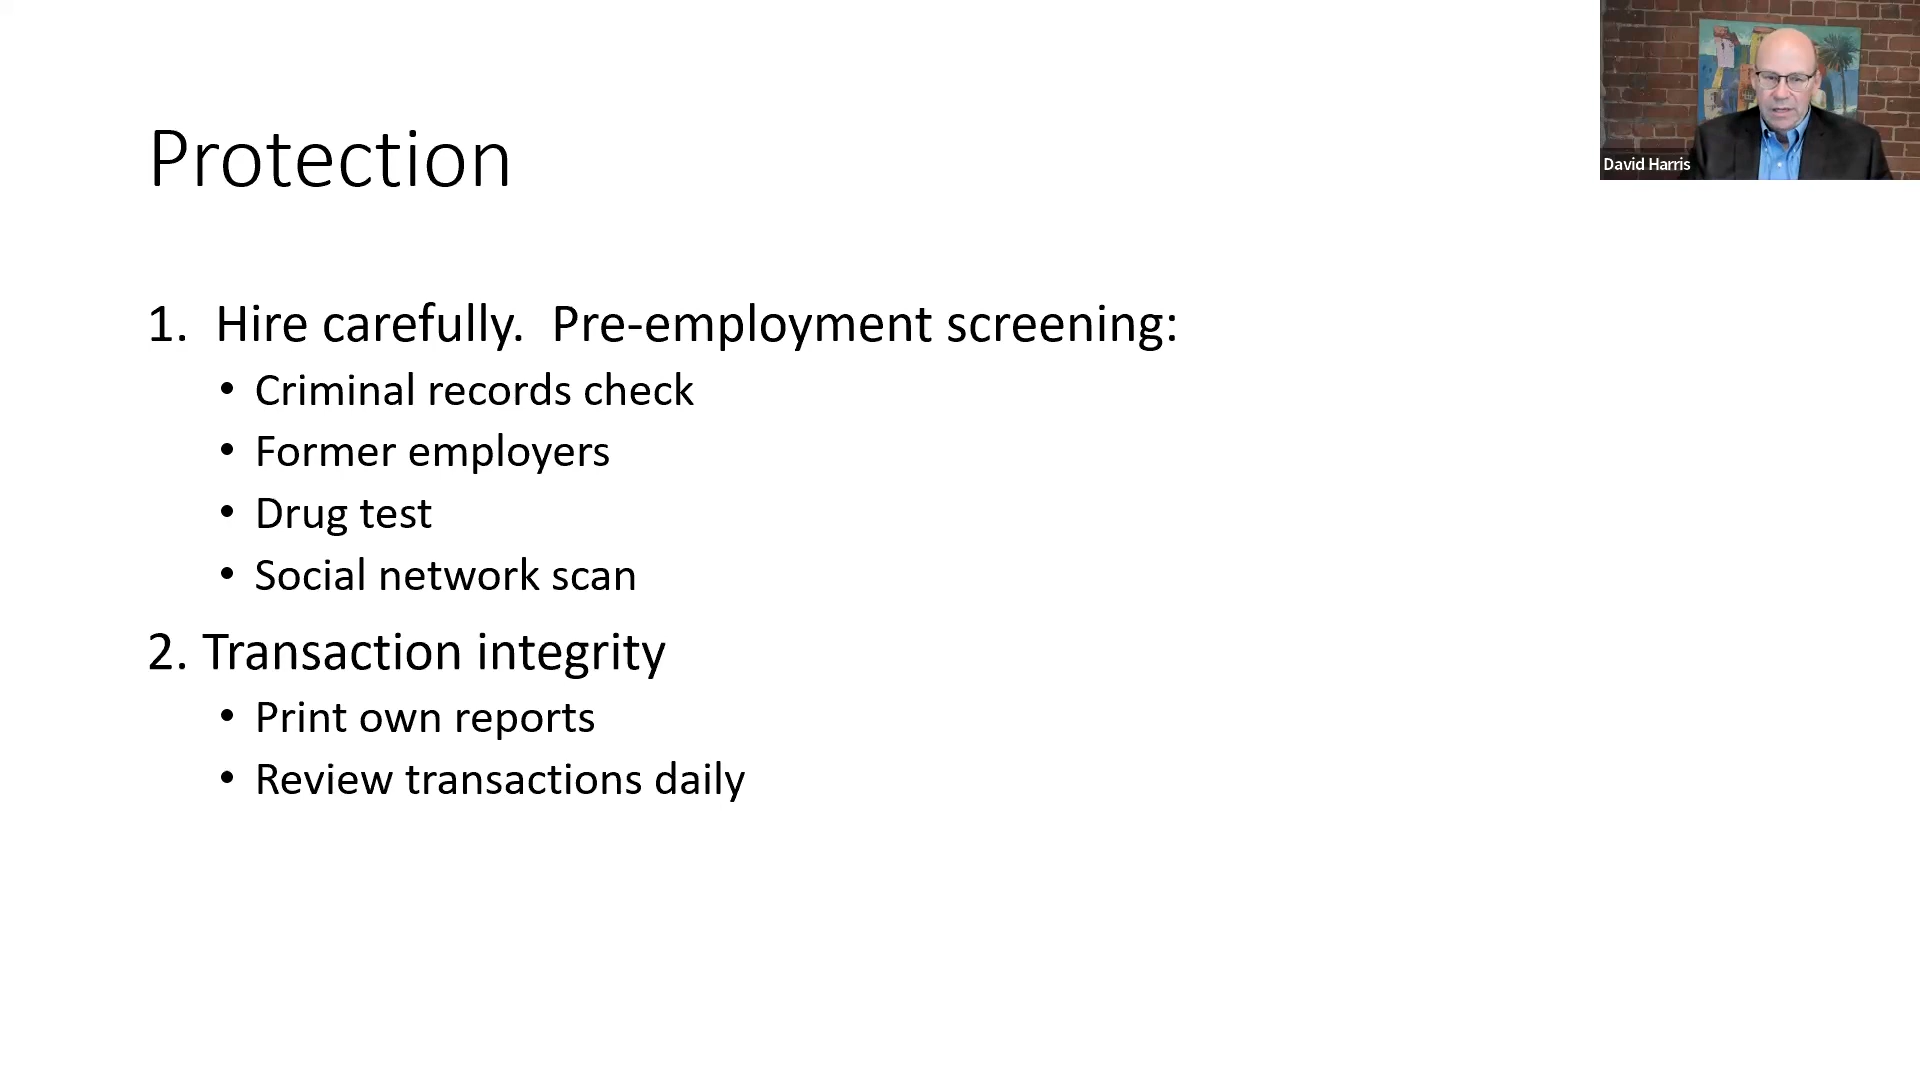 Protection
1. Hire carefully. Pre-employment screening:
• Criminal records check
• Former employers
• Drug test
• Social network scan
2. Transaction integrity
• Print own reports
• Review transactions daily
David Harris